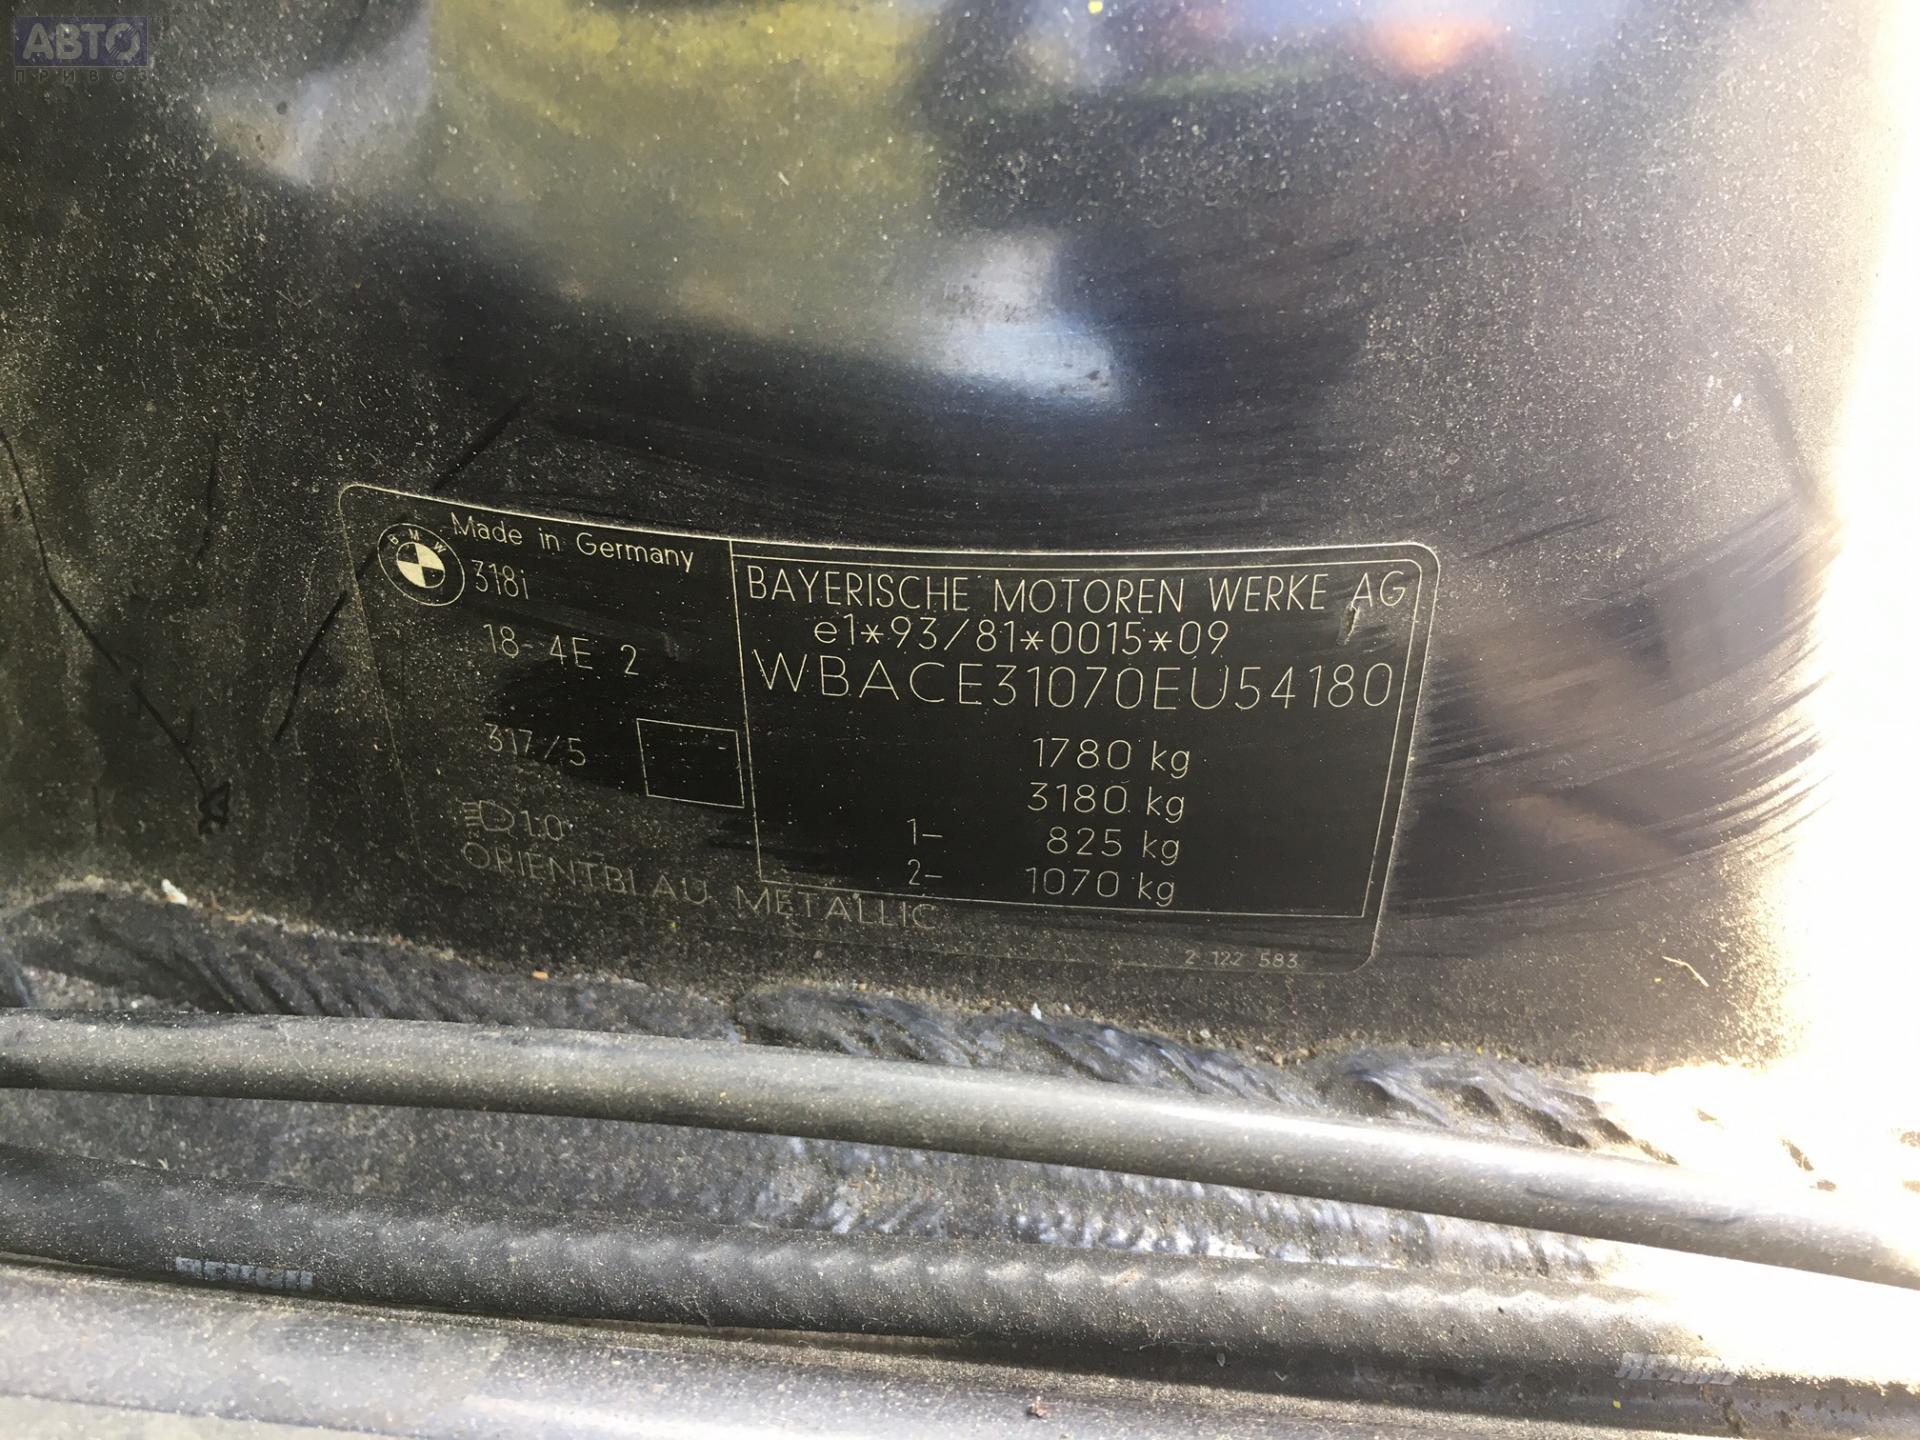 АВТО
ПРИВОЗ
BMW
Made in Germany
318i
18-4E 2
317/5
1.0
ORIENTBLAU METALLIC
BAYERISCHE MOTOREN WERKE AG
e1*93/81*0015*09
WBACE31070EU54180
1780 kg
3180 kg
1- 825 kg
2- 1070 kg
2 122 583